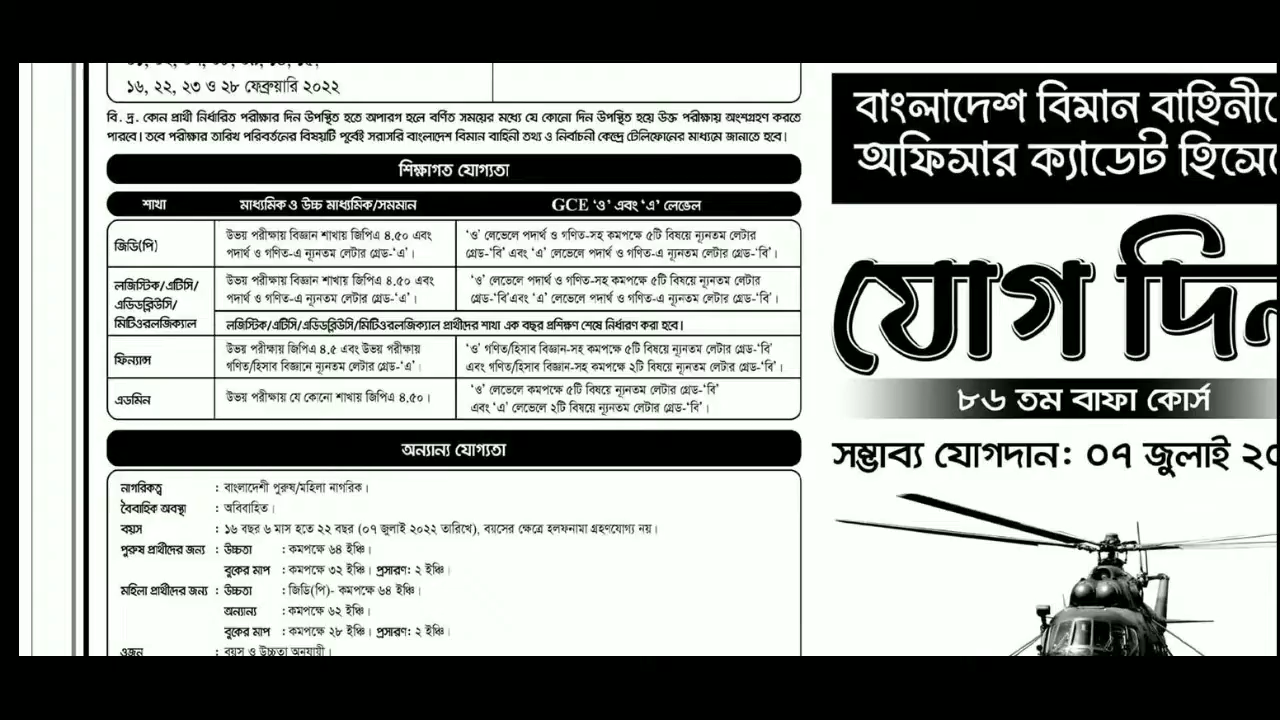 ১৬, ২২, ২৩ ও ২৮ ফেব্রুয়ারি ২০২২
বি. দ্র. কোন প্রার্থী নির্ধারিত পরীক্ষার দিন উপস্থিত হতে অপারগ হলে বর্ণিত সময়ের মধ্যে যে কোনো দিন উপস্থিত হয়ে উক্ত পরীক্ষায় অংশগ্রহণ করতে
পারবে। তবে পরীক্ষার তারিখ পরিবর্তনের বিষয়টি পূর্বেই সরাসরি বাংলাদেশ বিমান বাহিনী তথ্য ও নির্বাচনী কেন্দ্রে টেলিফোনের মাধ্যমে জানাতে হবে।
শিক্ষাগত যোগ্যতা
শাখা মাধ্যমিক ও উচ্চ মাধ্যমিক/সমমান GCE ‘ও’ এবং ‘এ’ লেভেল
জিডি(পি)
উভয় পরীক্ষায় বিজ্ঞান শাখায় জিপিএ ৪.৫০ এবং
পদার্থ ও গণিত-এ ন্যূনতম লেটার গ্রেড-‘এ’।
‘ও’ লেভেলে পদার্থ ও গণিত-সহ কমপক্ষে ৫টি বিষয়ে ন্যূনতম লেটার
গ্রেড-‘বি’ এবং ‘এ’ লেভেলে পদার্থ ও গণিত-এ ন্যূনতম লেটার গ্রেড-‘বি’।
লজিস্টিক/এটিসি/
এডিডব্লিউসি/
মিটিওরলজিক্যাল
উভয় পরীক্ষায় বিজ্ঞান শাখায় জিপিএ ৪.৫০ এবং
পদার্থ ও গণিত-এ ন্যূনতম লেটার গ্রেড-‘এ’।
‘ও’ লেভেলে পদার্থ ও গণিত-সহ কমপক্ষে ৫টি বিষয়ে ন্যূনতম লেটার
গ্রেড-‘বি’এবং ‘এ’ লেভেলে পদার্থ ও গণিত-এ ন্যূনতম লেটার গ্রেড-‘বি’।
লজিস্টিক/এটিসি/এডিডব্লিউসি/মিটিওরলজিক্যাল প্রার্থীদের শাখা এক বছর প্রশিক্ষণ শেষে নির্ধারণ করা হবে।
ফিন্যান্স
উভয় পরীক্ষায় জিপিএ ৪.৫ এবং উভয় পরীক্ষায়
গণিত/হিসাব বিজ্ঞানে ন্যূনতম লেটার গ্রেড-‘এ’।
‘ও’ গণিত/হিসাব বিজ্ঞান-সহ কমপক্ষে ৫টি বিষয়ে ন্যূনতম লেটার গ্রেড-‘বি’
এবং গণিত/হিসাব বিজ্ঞান-সহ কমপক্ষে ২টি বিষয়ে ন্যূনতম লেটার গ্রেড-‘বি’।
এডমিন
উভয় পরীক্ষায় যে কোনো শাখায় জিপিএ ৪.৫০।
‘ও’ লেভেলে কমপক্ষে ৫টি বিষয়ে ন্যূনতম লেটার গ্রেড-‘বি’
এবং ‘এ’ লেভেলে ২টি বিষয়ে ন্যূনতম লেটার গ্রেড-‘বি’।
অন্যান্য যোগ্যতা
নাগরিকত্ব : বাংলাদেশী পুরুষ/মহিলা নাগরিক।
বৈবাহিক অবস্থা : অবিবাহিত।
বয়স : ১৬ বছর ৬ মাস হতে ২২ বছর (০৭ জুলাই ২০২২ তারিখে), বয়সের ক্ষেত্রে হলফনামা গ্রহণযোগ্য নয়।
পুরুষ প্রার্থীদের জন্য : উচ্চতা : কমপক্ষে ৬৪ ইঞ্চি।
বুকের মাপ : কমপক্ষে ৩২ ইঞ্চি। প্রসারণ: ২ ইঞ্চি।
মহিলা প্রার্থীদের জন্য : উচ্চতা : জিডি(পি)- কমপক্ষে ৬৪ ইঞ্চি।
অন্যান্য : কমপক্ষে ৬২ ইঞ্চি।
বুকের মাপ : কমপক্ষে ২৮ ইঞ্চি। প্রসারণ: ২ ইঞ্চি।
ওজন : বয়স ও উচ্চতা অনুযায়ী।
বাংলাদেশ বিমান
অফিসার ক্যাডেট
যোগ
৮৬ তম বাফা কোর্স
সম্ভাব্য যোগদান: ০৭ জুলাই